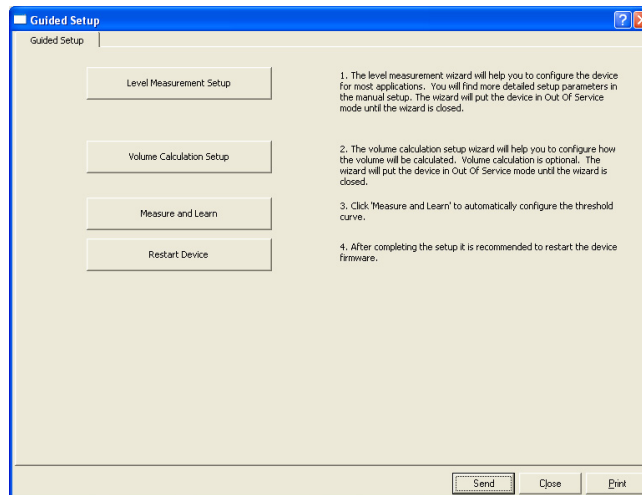 Guided Setup
Guided Setup
Level Measurement Setup
1. The level measurement wizard will help you to configure the device
for most applications. You will find more detailed setup parameters in
the manual setup. The wizard will put the device in Out Of Service
mode until the wizard is closed.
Volume Calculation Setup
2. The volume calculation setup wizard will help you to configure how
the volume will be calculated. Volume calculation is optional. The
wizard will put the device in Out Of Service mode until the wizard is
closed.
Measure and Learn
3. Click 'Measure and Learn' to automatically configure the threshold
curve.
Restart Device
4. After completing the setup it is recommended to restart the device
firmware.
Send
Close
Print